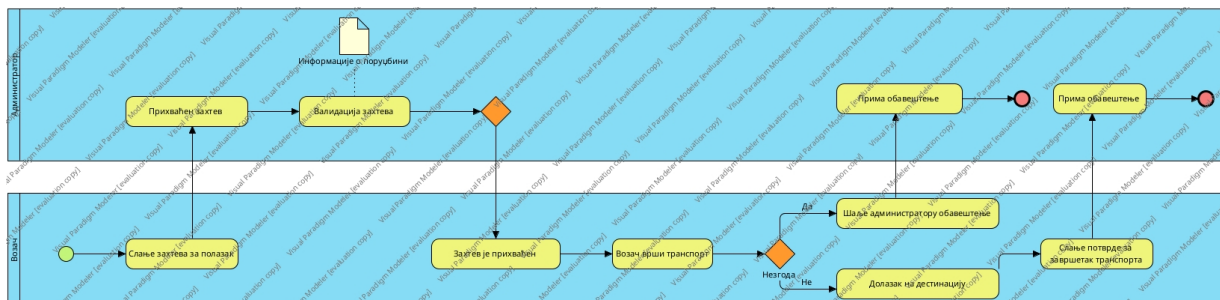 Администратор
Информације о поруџбини
Прихваћен захтев
Валидација захтева
Прима обавештење
Прима обавештење
Возач
Слање захтева за полазак
Захтев је прихваћен
Возач врши транспорт
Незгода
Да
Не
Шаље администратору обавештење
Долазак на дестинацију
Слање потврде за
завршетак транспорта
Visual Paradigm Modeler [evaluation copy]